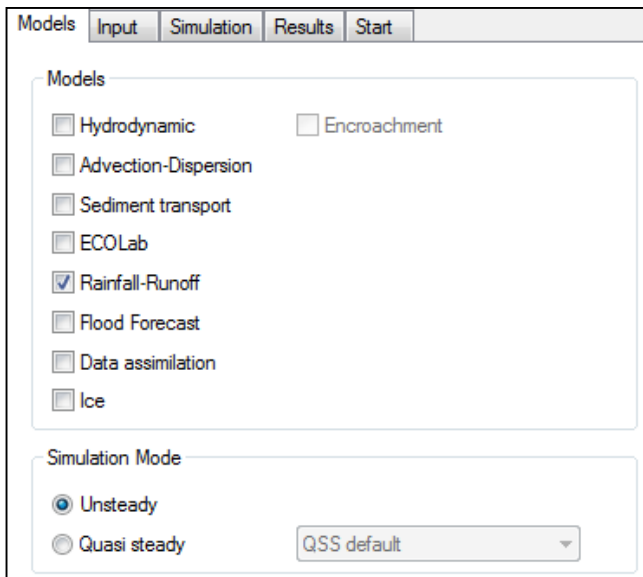 Models Input Simulation Results Start
Models
Hydrodynamic Encroachment
Advection-Dispersion
Sediment transport
ECOLab
Rainfall-Runoff
Flood Forecast
Data assimilation
Ice
Simulation Mode
Unsteady
Quasi steady QSS default